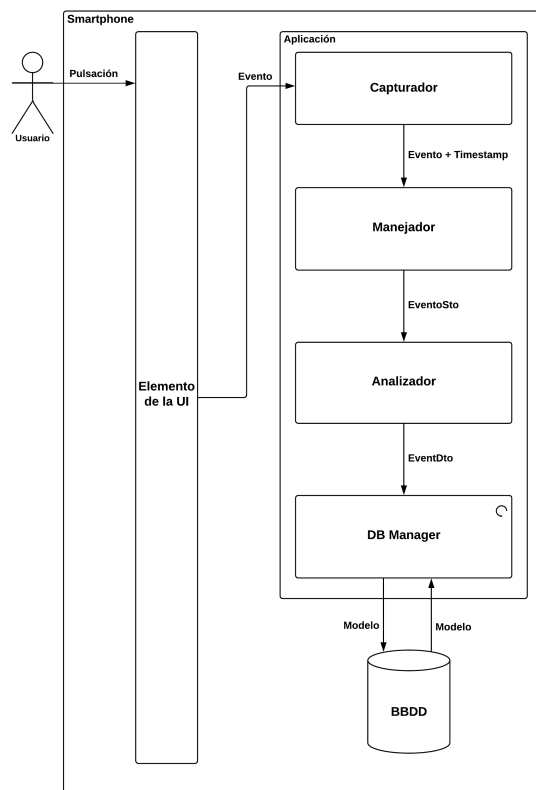 Smartphone
Aplicación
Pulsación
Usuario
Evento
Capturador
Evento + Timestamp
Manejador
EventoSto
Elemento
de la UI
Analizador
EventDto
DB Manager
Modelo
Modelo
BBDD